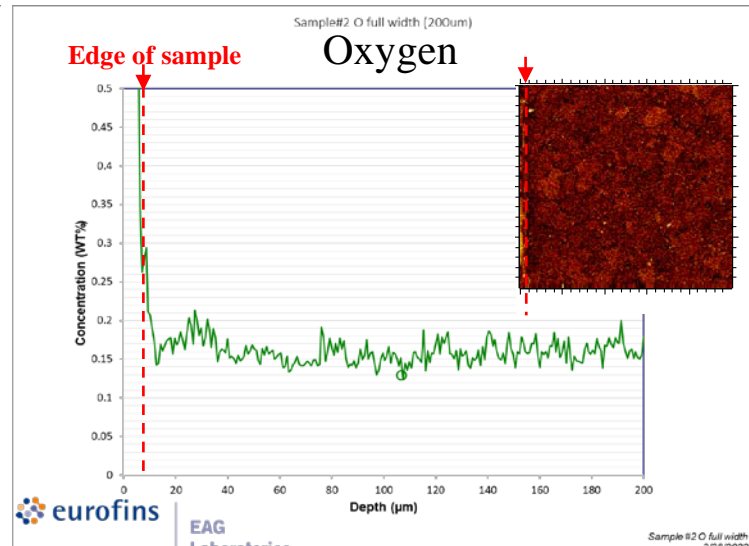 Sample#2 O full width [200um)
Edge of sample
Oxygen
0.5
0.45
0.4
0.35
0.3
0.25
0.2
0.15
0.1
0.05
0
Concentration (WT%)
O
0 20 40 60 80 100 120 140 160 180 200
Depth (µm)
eurofins
EAG
Laboratories
Sample #2 O full width